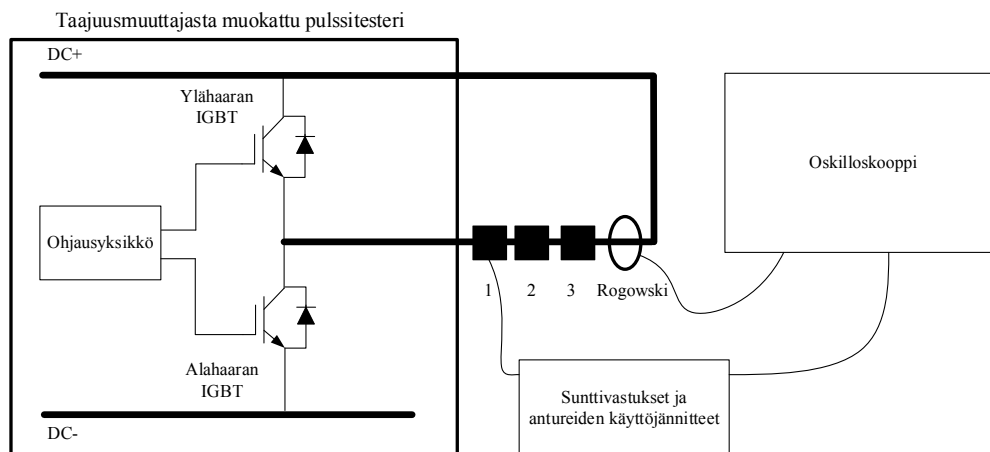 Taajuusmuuttajasta muokattu pulssitesteri
DC+
Ylähaaran
IGBT
Oskilloskooppi
Ohjausyksikkö
1
2
3
Rogowski
Alahaaran
IGBT
Sunttivastukset ja
antureiden käyttöjännitteet
DC-